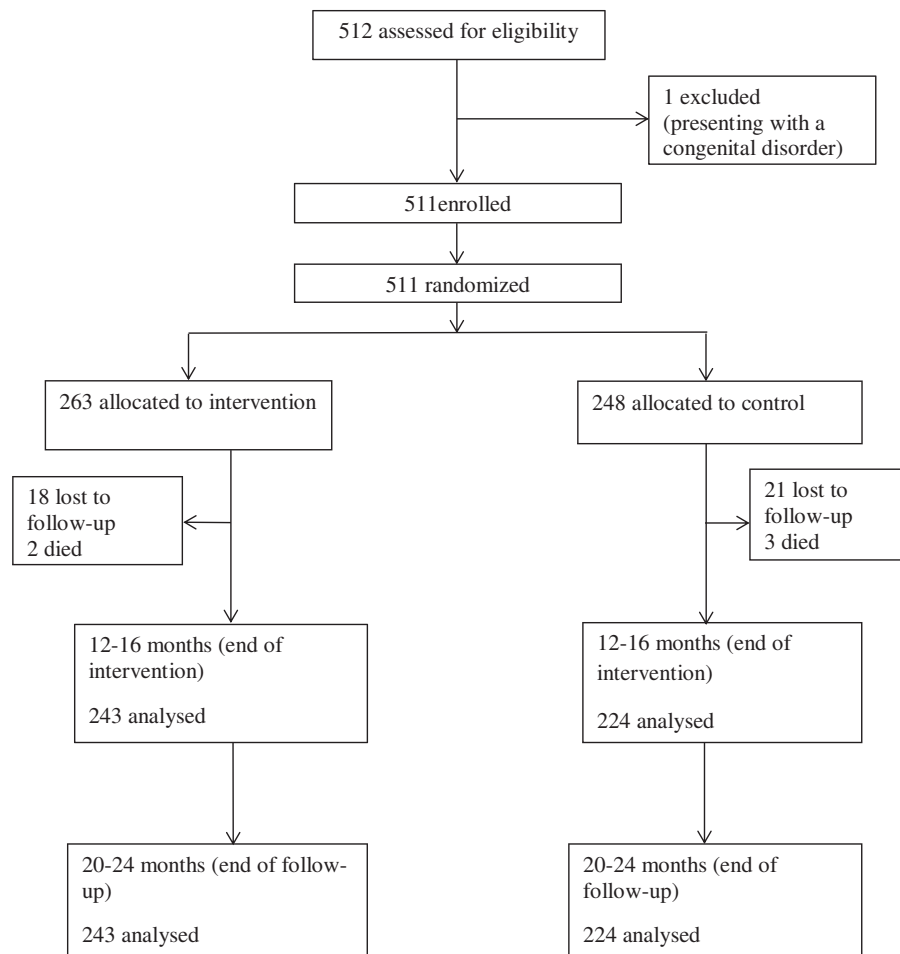 512 assessed for eligibility
1 excluded
(presenting with a
congenital disorder)
511enrolled
511 randomized
263 allocated to intervention
248 allocated to control
18 lost to
follow-up
2 died
21 lost to
follow-up
3 died
12-16 months (end of
intervention)
243 analysed
12-16 months (end of
intervention)
224 analysed
20-24 months (end of follow-
up)
243 analysed
20-24 months (end of
follow-up)
224 analysed